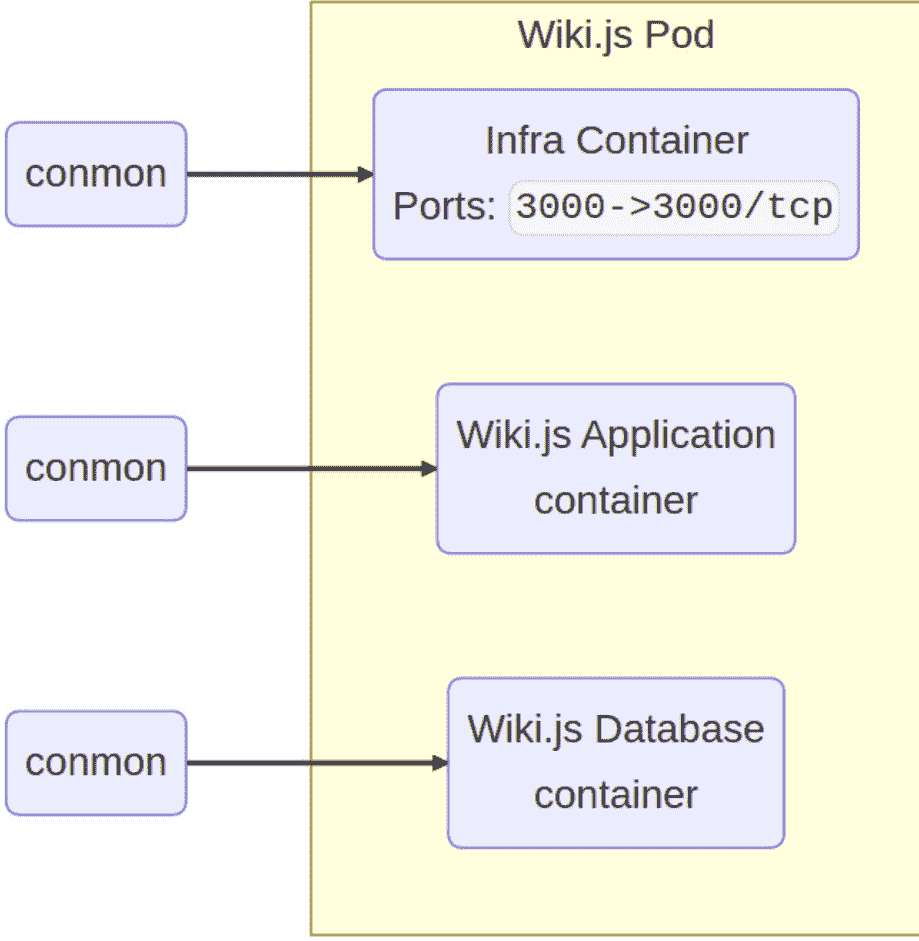 Wiki.js Pod
conmon
Infra Container
Ports: 3000->3000/tcp
conmon
Wiki.js Application
container
conmon
Wiki.js Database
container